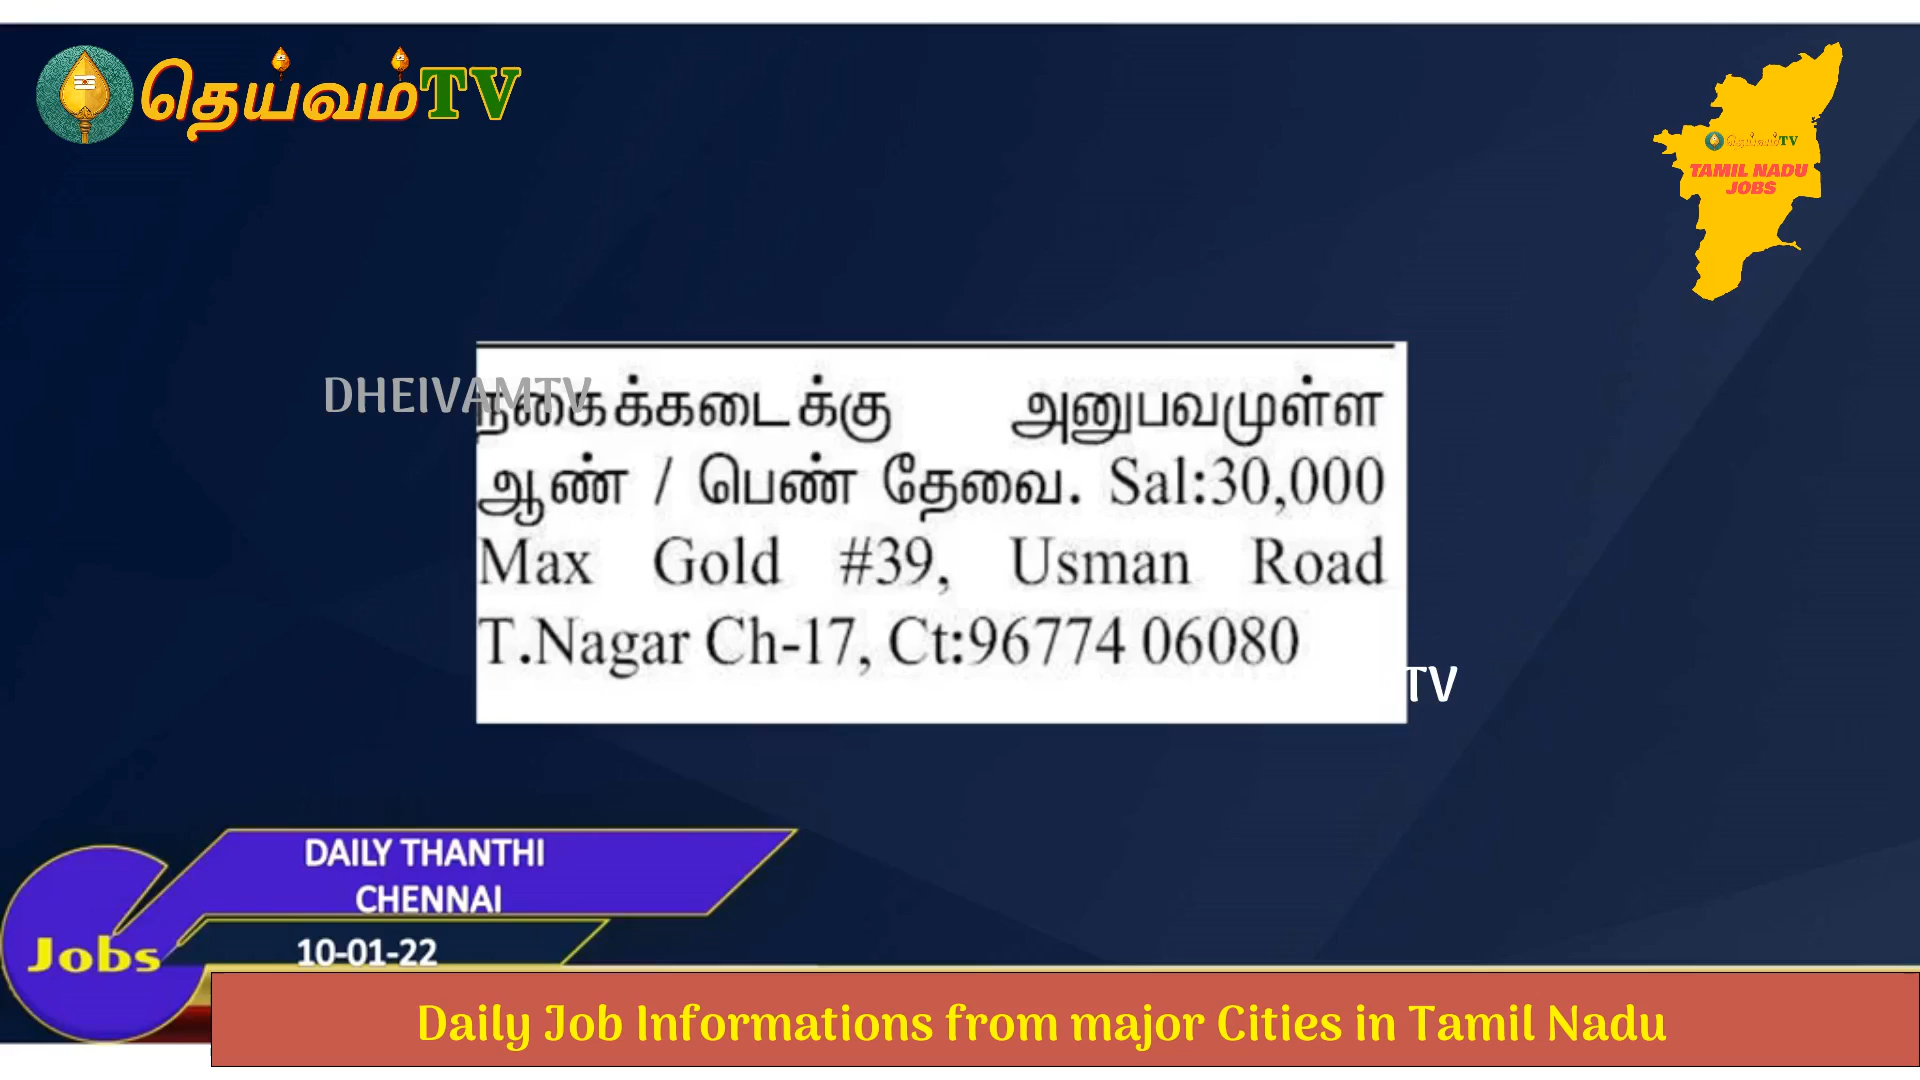 தெய்வம்TV
தெய்வம்TV
TAMIL NADU
JOBS
DHEIVAMTV
நகைக்கடைக்கு அனுபவமுள்ள
ஆண் / பெண் தேவை. Sal:30,000
Max Gold #39, Usman Road
T.Nagar Ch-17, Ct:96774 06080
TV
DAILY THANTHI
CHENNAI
Jobs
10-01-22
Daily Job Informations from major Cities in Tamil Nadu